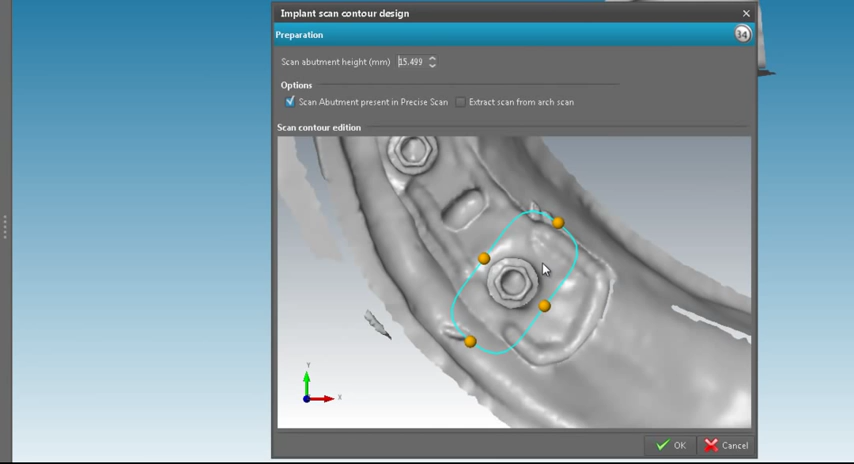 Implant scan contour design
Preparation
34
Scan abutment height (mm) 15.499
Options
Scan Abutment present in Precise Scan Extract scan from arch scan
Scan contour edition
Y
X
OK Cancel